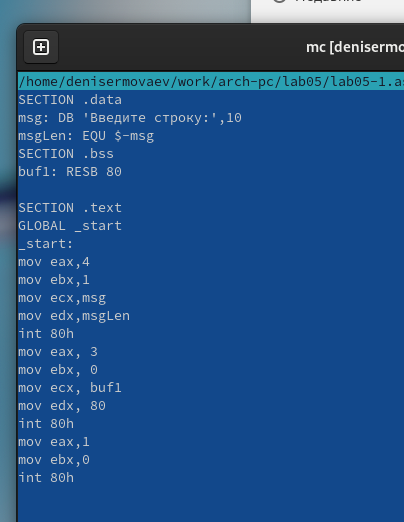 mc [denisermo
/home/denisermovaev/work/arch-pc/lab05/lab05-1.a
SECTION .data
msg: DB 'Введите строку:',10
msgLen: EQU $-msg
SECTION .bss
buf1: RESB 80
SECTION .text
GLOBAL _start
_start:
mov eax,4
mov ebx,1
mov ecx,msg
mov edx,msgLen
int 80h
mov eax, 3
mov ebx, 0
mov ecx, buf1
mov edx, 80
int 80h
mov eax,1
mov ebx,0
int 80h